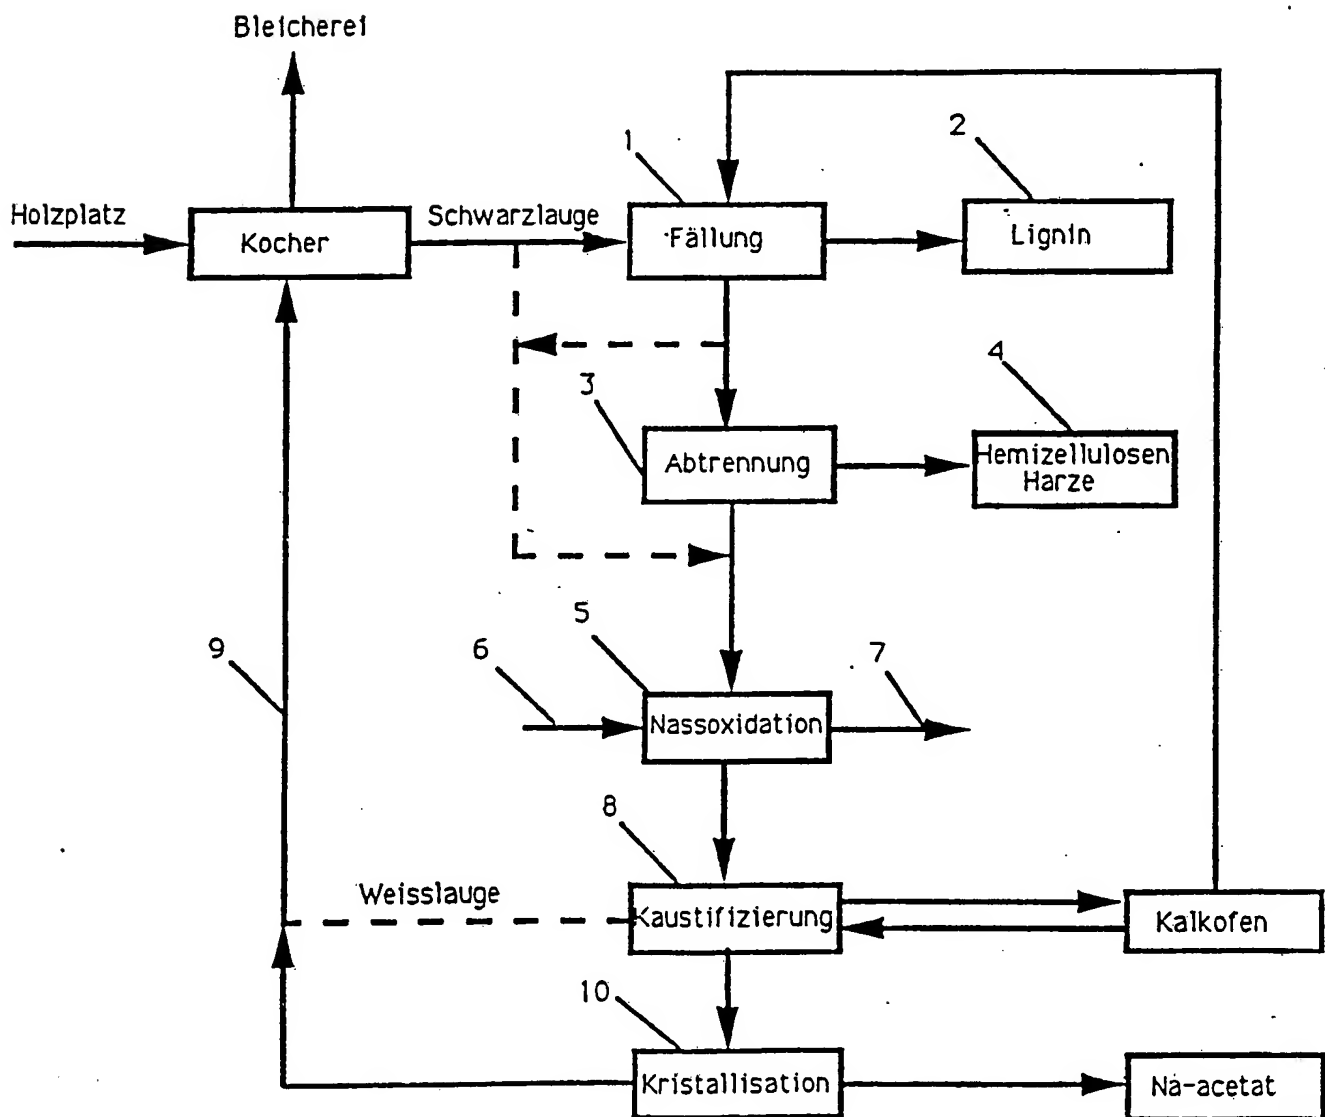 Bleicherei
1
2
Holzplatz
Schwarzlauge
Kocher
Fällung
Lignin
3
4
Abtrennung
Hemizellulosen
Harze
5
6
7
9
Nassoxidation
8
Weisslauge
Kaustifizierung
Kalkofen
10
Kristallisation
Na-acetat